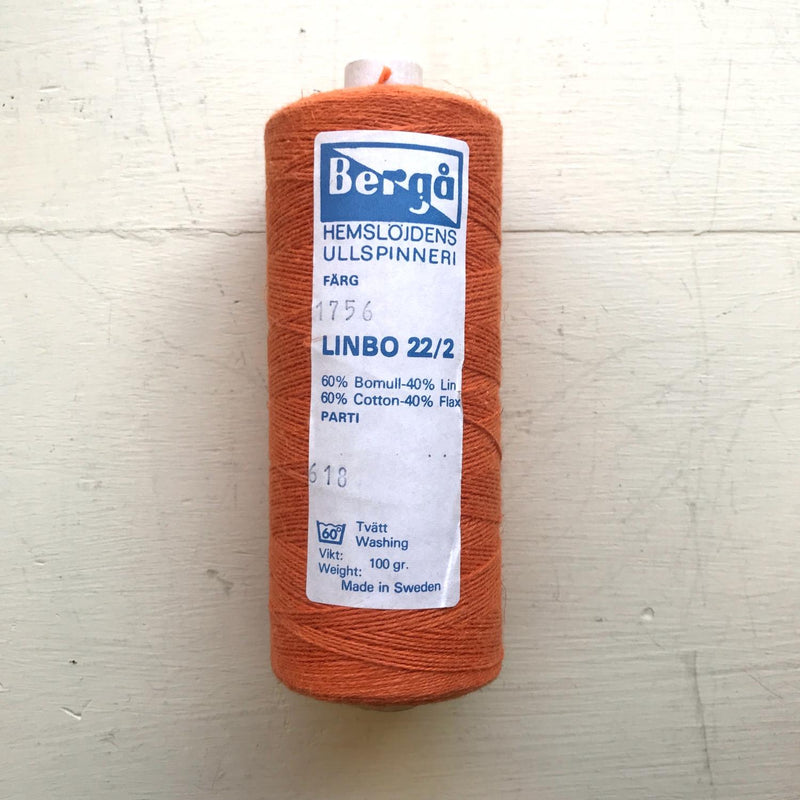 Bergå
HEMSLÖJDENS
ULLSPINNERI
FÄRG
1756
LINBO 22/2
60% Bomull-40% Lin
60% Cotton-40% Flax
PARTI
618
60° Tvätt
Washing
Vikt:
Weight: 100 gr.
Made in Sweden